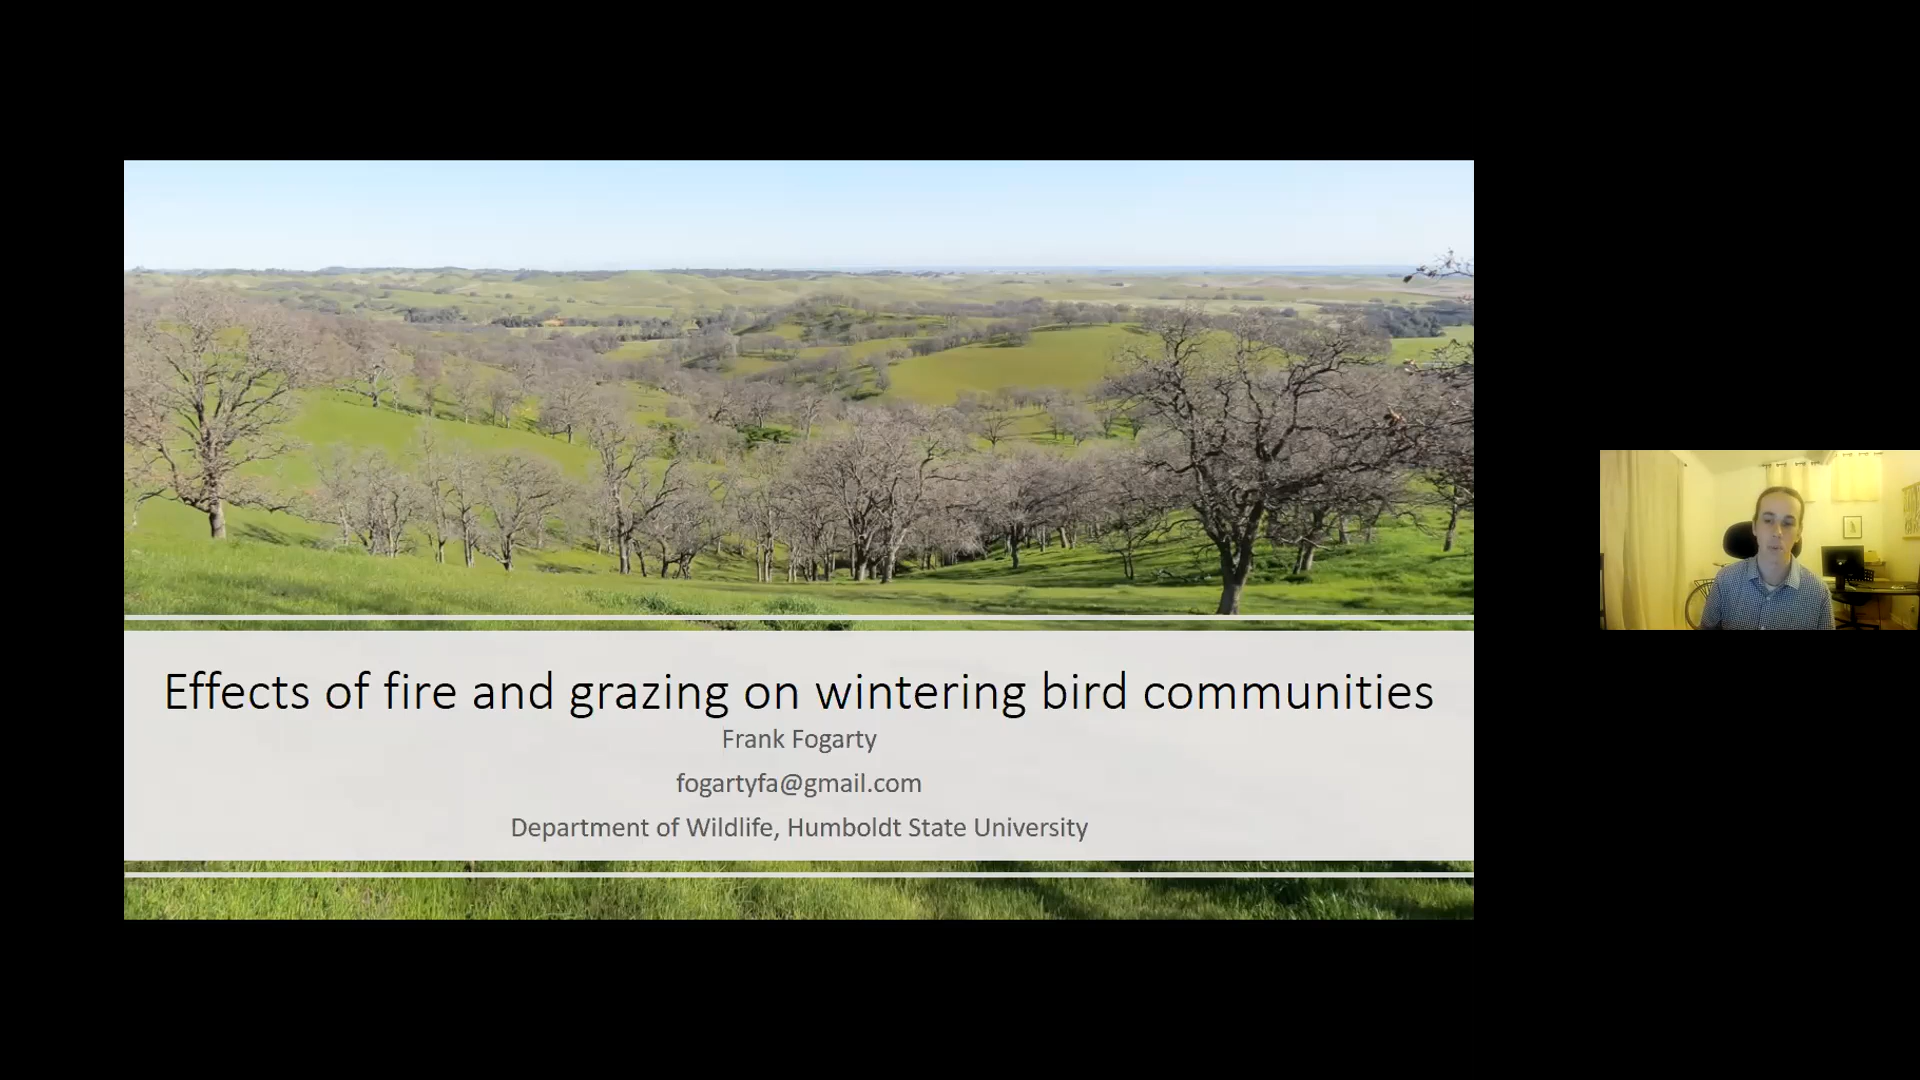 Effects of fire and grazing on wintering bird communities
Frank Fogarty
fogartyfa@gmail.com
Department of Wildlife, Humboldt State University